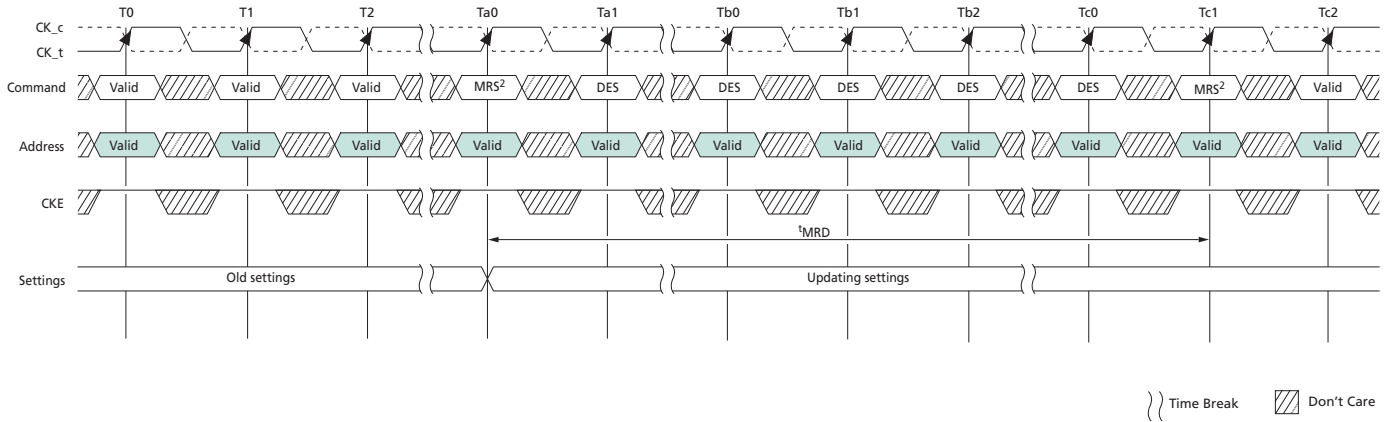 T0 T1 T2 Ta0 Ta1 Tb0 Tb1 Tb2 Tc0 Tc1 Tc2
CK_c
CK_t
Command Valid Valid Valid MRS² DES DES DES DES DES MRS² Valid
Address Valid Valid Valid Valid Valid Valid Valid Valid Valid Valid Valid
CKE
ᵗMRD
Settings Old settings Updating settings
Time Break Don't Care